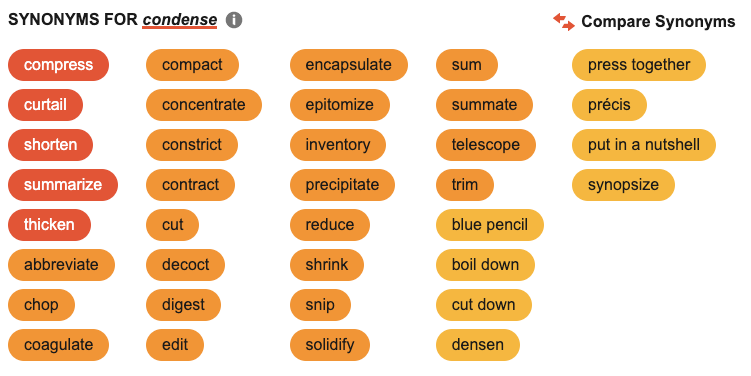 SYNONYMS FOR condense
Compare Synonyms
compress
curtail
shorten
summarize
thicken
abbreviate
chop
coagulate
compact
concentrate
constrict
contract
cut
decoct
digest
edit
encapsulate
epitomize
inventory
precipitate
reduce
shrink
snip
solidify
sum
summate
telescope
trim
blue pencil
boil down
cut down
densen
press together
précis
put in a nutshell
synopsize